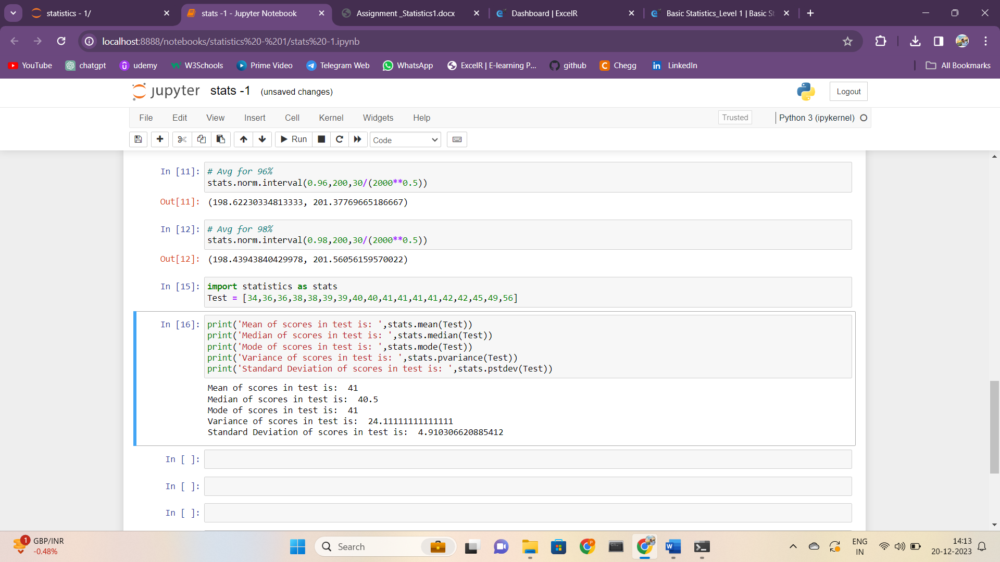 statistics - 1/
stats -1 - Jupyter Notebook
Assignment _Statistics1.docx
Dashboard | ExcelR
Basic Statistics_Level 1 | Basic St
localhost:8888/notebooks/statistics%20-%201/stats%20-1.ipynb
YouTube chatgpt udemy W3Schools Prime Video Telegram Web WhatsApp ExcelR | E-learning P... github Chegg LinkedIn All Bookmarks
jupyter stats -1 (unsaved changes) Logout
File Edit View Insert Cell Kernel Widgets Help Trusted Python 3 (ipykernel)
Run Code
In [11]: # Avg for 96%
stats.norm.interval(0.96,200,30/(2000**0.5))
Out[11]: (198.62230334813333, 201.37769665186667)
In [12]: # Avg for 98%
stats.norm.interval(0.98,200,30/(2000**0.5))
Out[12]: (198.43943840429978, 201.56056159570022)
In [15]: import statistics as stats
Test = [34,36,36,38,38,39,39,40,40,41,41,41,41,42,42,45,49,56]
In [16]: print('Mean of scores in test is: ',stats.mean(Test))
print('Median of scores in test is: ',stats.median(Test))
print('Mode of scores in test is: ',stats.mode(Test))
print('Variance of scores in test is: ',stats.pvariance(Test))
print('Standard Deviation of scores in test is: ',stats.pstdev(Test))
Mean of scores in test is:  41
Median of scores in test is:  40.5
Mode of scores in test is:  41
Variance of scores in test is:  24.11111111111111
Standard Deviation of scores in test is:  4.910306620885412
In [ ]:
In [ ]:
In [ ]:
1 GBP/INR
-0.48%
Search
ENG
IN
14:13
20-12-2023